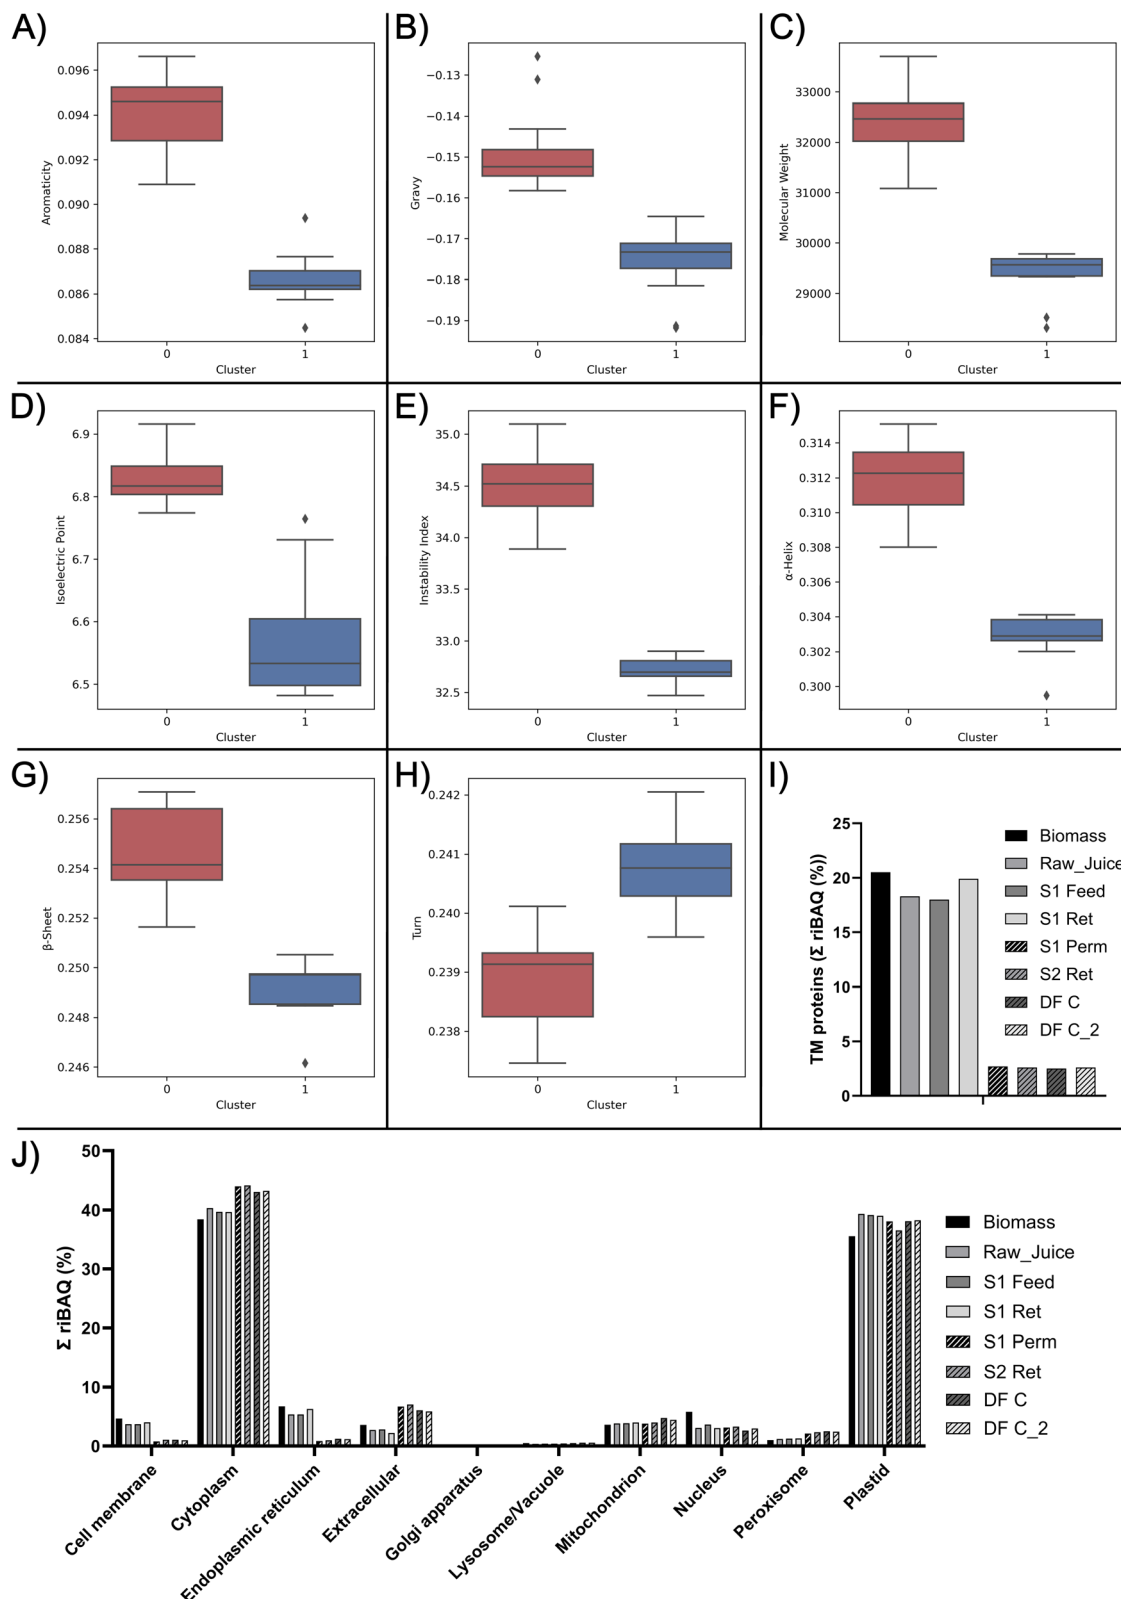 A)
0.096
0.094
0.092
0.090
0.088
0.086
0.084
Aromaticity
0
1
Cluster
B)
−0.13
−0.14
−0.15
−0.16
−0.17
−0.18
−0.19
Gravy
0
1
Cluster
C)
33000
32000
31000
30000
29000
Molecular Weight
0
1
Cluster
D)
6.9
6.8
6.7
6.6
6.5
Isoelectric Point
0
1
Cluster
E)
35.0
34.5
34.0
33.5
33.0
32.5
Instability Index
0
1
Cluster
F)
0.314
0.312
0.310
0.308
0.306
0.304
0.302
0.300
α-Helix
0
1
Cluster
G)
0.256
0.254
0.252
0.250
0.248
0.246
β-Sheet
0
1
Cluster
H)
0.242
0.241
0.240
0.239
0.238
Turn
0
1
Cluster
I)
25
20
15
10
5
0
TM proteins (Σ riBAQ (%))
Biomass
Raw_Juice
S1 Feed
S1 Ret
S1 Perm
S2 Ret
DF C
DF C_2
J)
50
40
30
20
10
0
Σ riBAQ (%)
Cell membrane
Cytoplasm
Endoplasmic reticulum
Extracellular
Golgi apparatus
Lysosome/Vacuole
Mitochondrion
Nucleus
Peroxisome
Plastid
Biomass
Raw_Juice
S1 Feed
S1 Ret
S1 Perm
S2 Ret
DF C
DF C_2